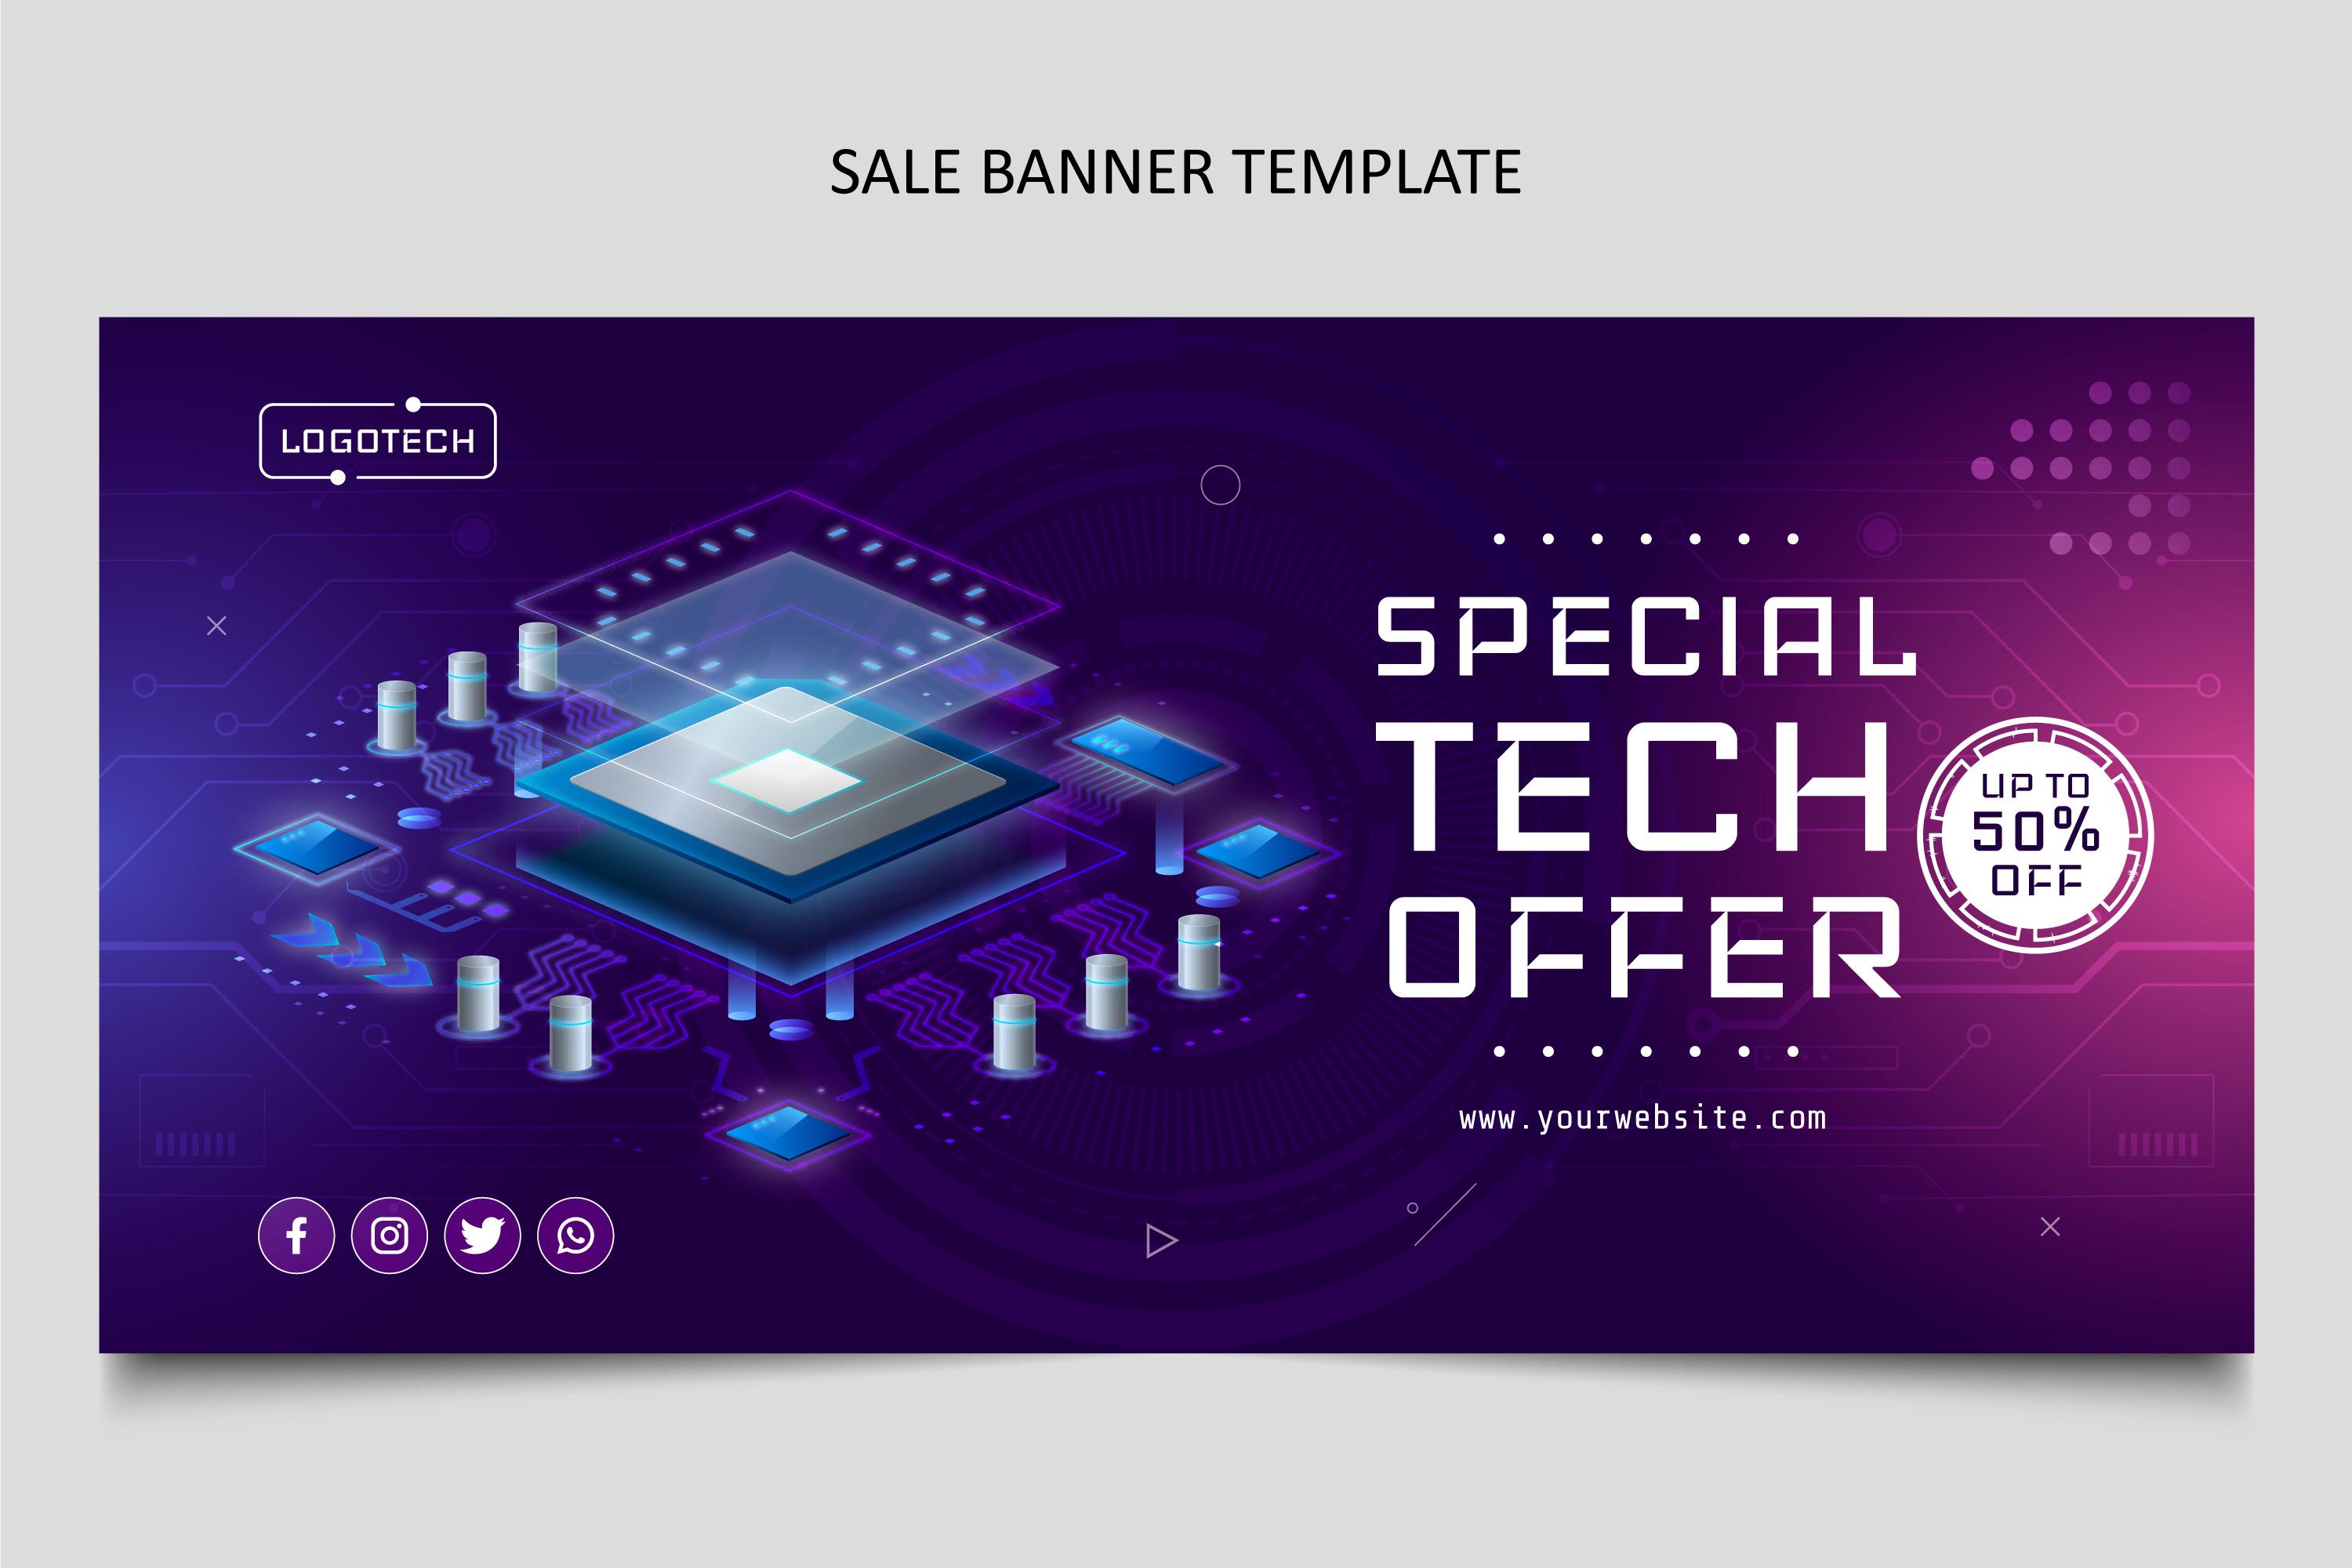 SALE BANNER TEMPLATE
LOGOTECH
SPECIAL
TECH
OFFER
UP TO
50%
OFF
www.yourwebsite.com